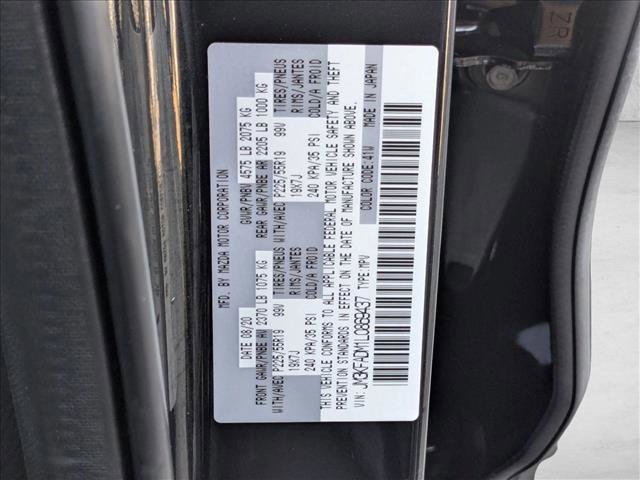 MFD. BY MAZDA MOTOR CORPORATION
DATE 08/20 GVWR/PNBV 4575 LB 2075 KG
FRONT GAWR/PNBE AV 2370 LB 1075 KG REAR GAWR/PNBE AR 2205 LB 1000 KG
WITH/AVEC TIRES/PNEUS WITH/AVEC TIRES/PNEUS
P225/55R19 99V RIMS/JANTES P225/55R19 99V RIMS/JANTES
19X7J COLD/A FROID 19X7J COLD/A FROID
240 KPA/35 PSI 240 KPA/35 PSI
THIS VEHICLE CONFORMS TO ALL APPLICABLE FEDERAL MOTOR VEHICLE SAFETY AND THEFT
PREVENTION STANDARDS IN EFFECT ON THE DATE OF MANUFACTURE SHOWN ABOVE.
VIN: JM3KFADM1L0869437 TYPE: MPV COLOR CODE: 41W MADE IN JAPAN
ZR